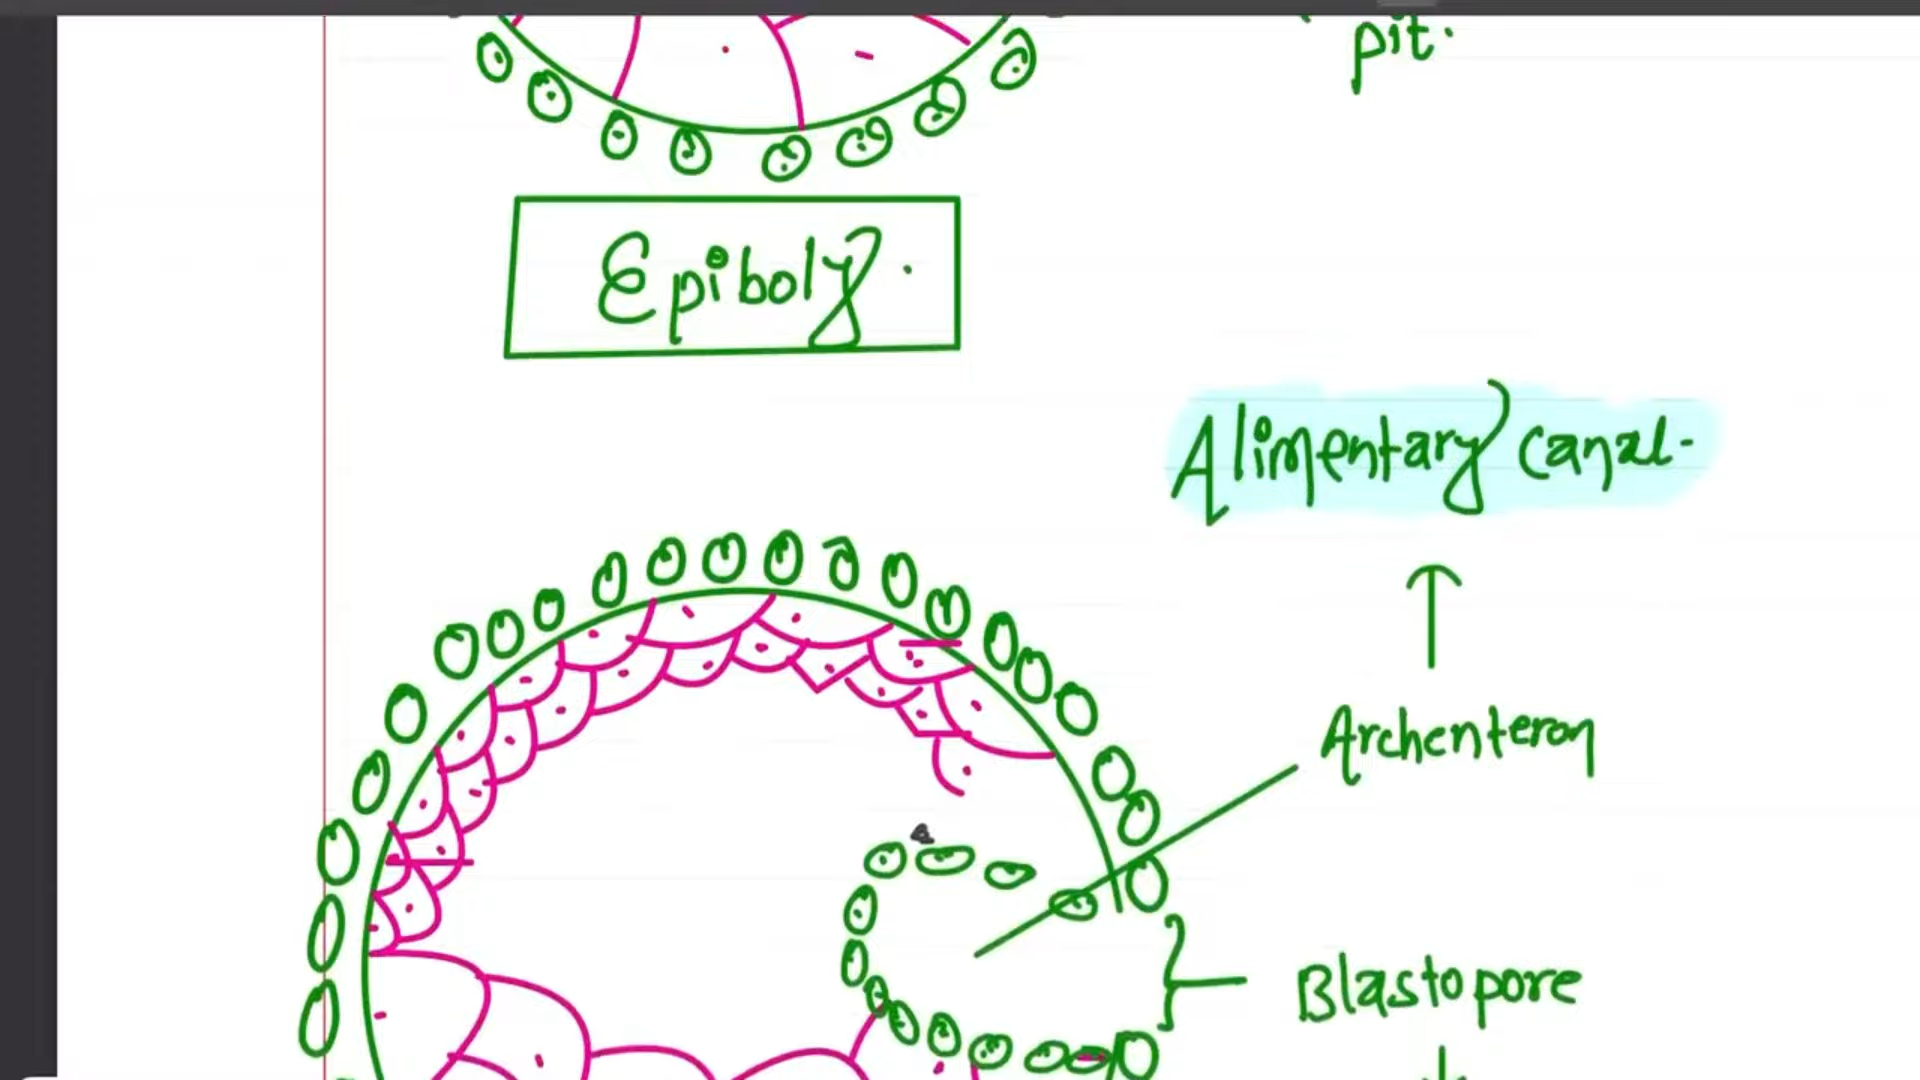 pit.
Epiboly.
Alimentary canal.
Archenteron
Blastopore